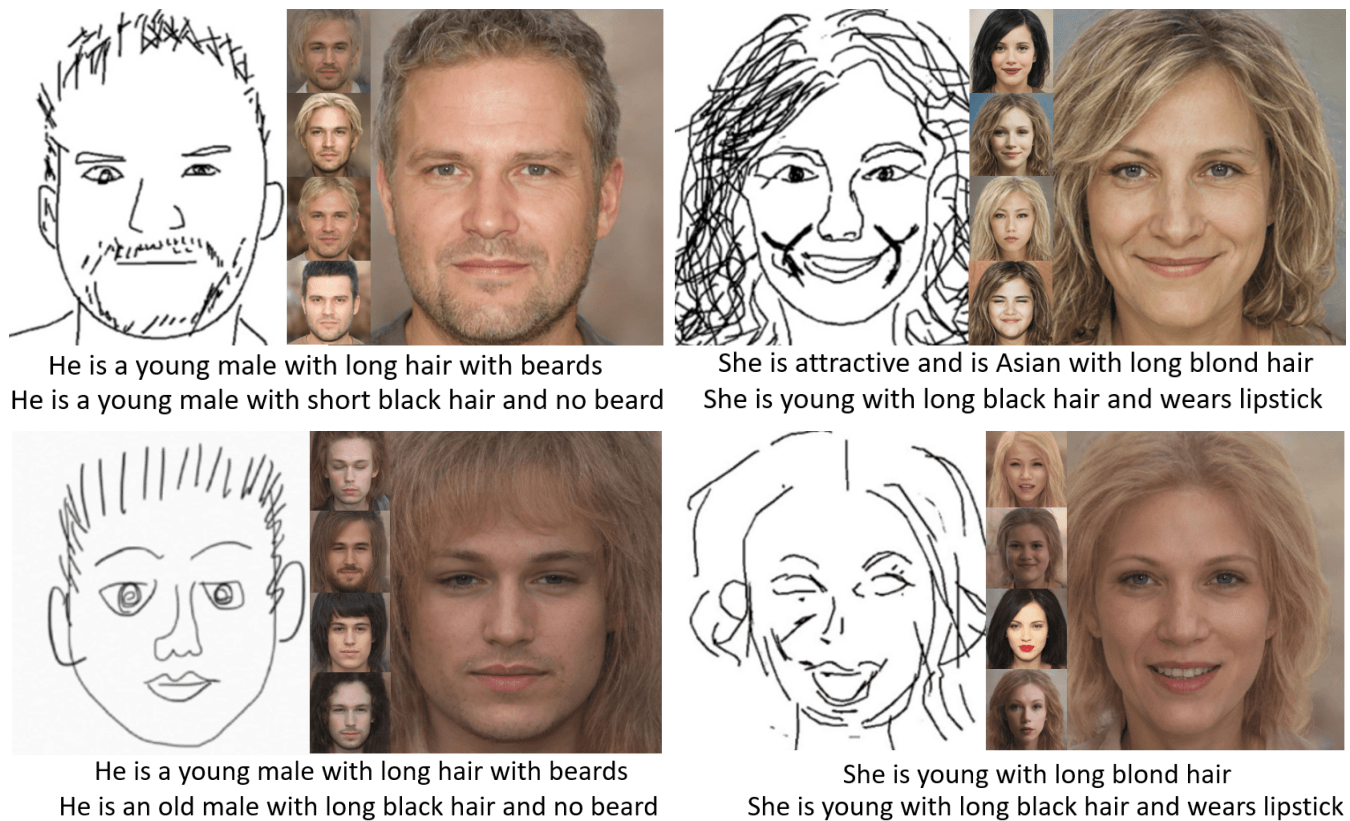 He is a young male with long hair with beards
He is a young male with short black hair and no beard
She is attractive and is Asian with long blond hair
She is young with long black hair and wears lipstick
He is a young male with long hair with beards
He is an old male with long black hair and no beard
She is young with long blond hair
She is young with long black hair and wears lipstick